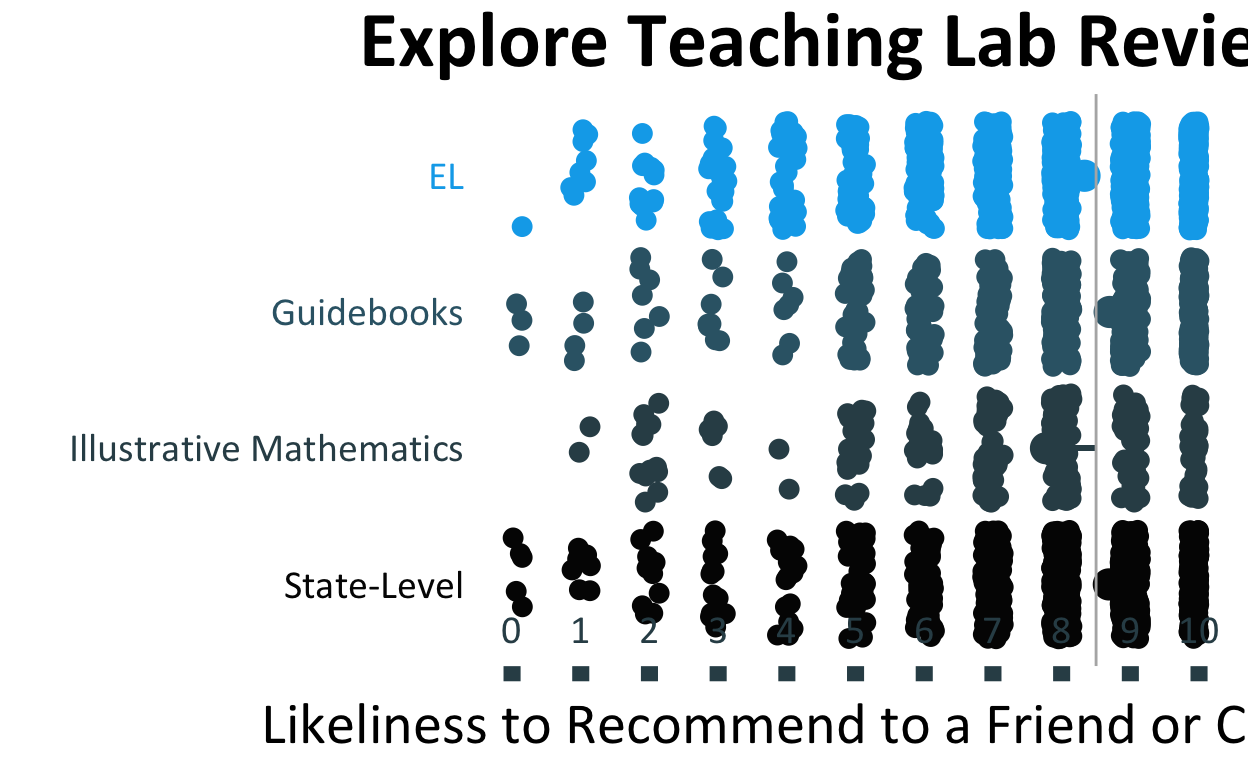 Explore Teaching Lab Revie
EL
Guidebooks
Illustrative Mathematics
State-Level
0 1 2 3 4 5 6 7 8 9 10
Likeliness to Recommend to a Friend or C